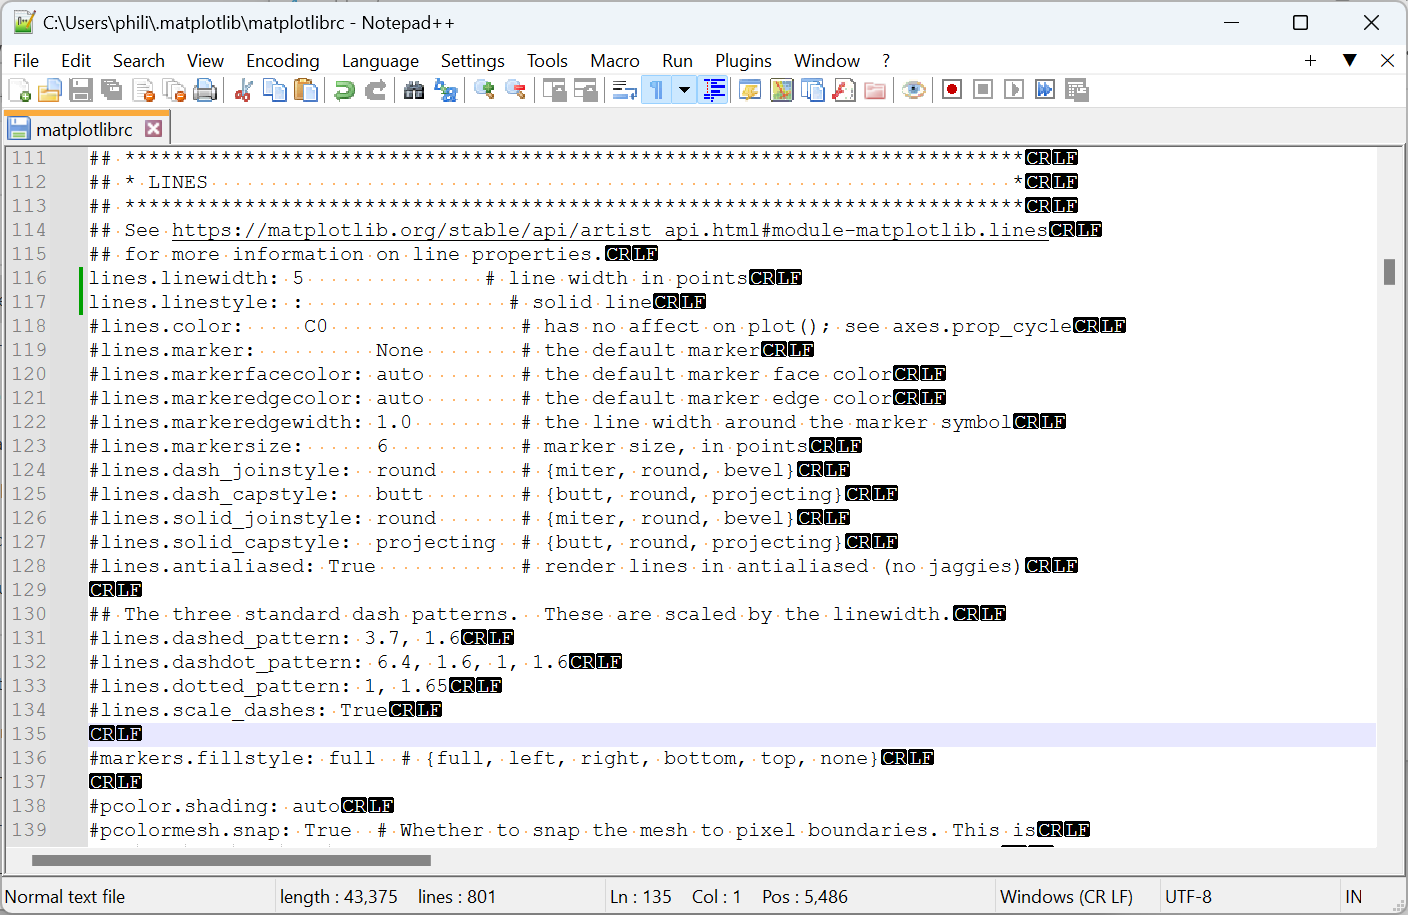 C:\Users\phili\.matplotlib\matplotlibrc - Notepad++
File Edit Search View Encoding Language Settings Tools Macro Run Plugins Window ?
matplotlibrc
111 ## ***************************************************************************CRLF
112 ## * LINES *CRLF
113 ## ***************************************************************************CRLF
114 ## See https://matplotlib.org/stable/api/artist_api.html#module-matplotlib.linesCRLF
115 ## for more information on line properties.CRLF
116 lines.linewidth: 5 # line width in pointsCRLF
117 lines.linestyle: : # solid lineCRLF
118 #lines.color: C0 # has no affect on plot(); see axes.prop_cycleCRLF
119 #lines.marker: None # the default markerCRLF
120 #lines.markerfacecolor: auto # the default marker face colorCRLF
121 #lines.markeredgecolor: auto # the default marker edge colorCRLF
122 #lines.markeredgewidth: 1.0 # the line width around the marker symbolCRLF
123 #lines.markersize: 6 # marker size, in pointsCRLF
124 #lines.dash_joinstyle: round # {miter, round, bevel}CRLF
125 #lines.dash_capstyle: butt # {butt, round, projecting}CRLF
126 #lines.solid_joinstyle: round # {miter, round, bevel}CRLF
127 #lines.solid_capstyle: projecting # {butt, round, projecting}CRLF
128 #lines.antialiased: True # render lines in antialiased (no jaggies)CRLF
129 CRLF
130 ## The three standard dash patterns. These are scaled by the linewidth.CRLF
131 #lines.dashed_pattern: 3.7, 1.6CRLF
132 #lines.dashdot_pattern: 6.4, 1.6, 1, 1.6CRLF
133 #lines.dotted_pattern: 1, 1.65CRLF
134 #lines.scale_dashes: TrueCRLF
135 CRLF
136 #markers.fillstyle: full # {full, left, right, bottom, top, none}CRLF
137 CRLF
138 #pcolor.shading: autoCRLF
139 #pcolormesh.snap: True # Whether to snap the mesh to pixel boundaries. This isCRLF
Normal text file length : 43,375 lines : 801 Ln : 135 Col : 1 Pos : 5,486 Windows (CR LF) UTF-8 IN